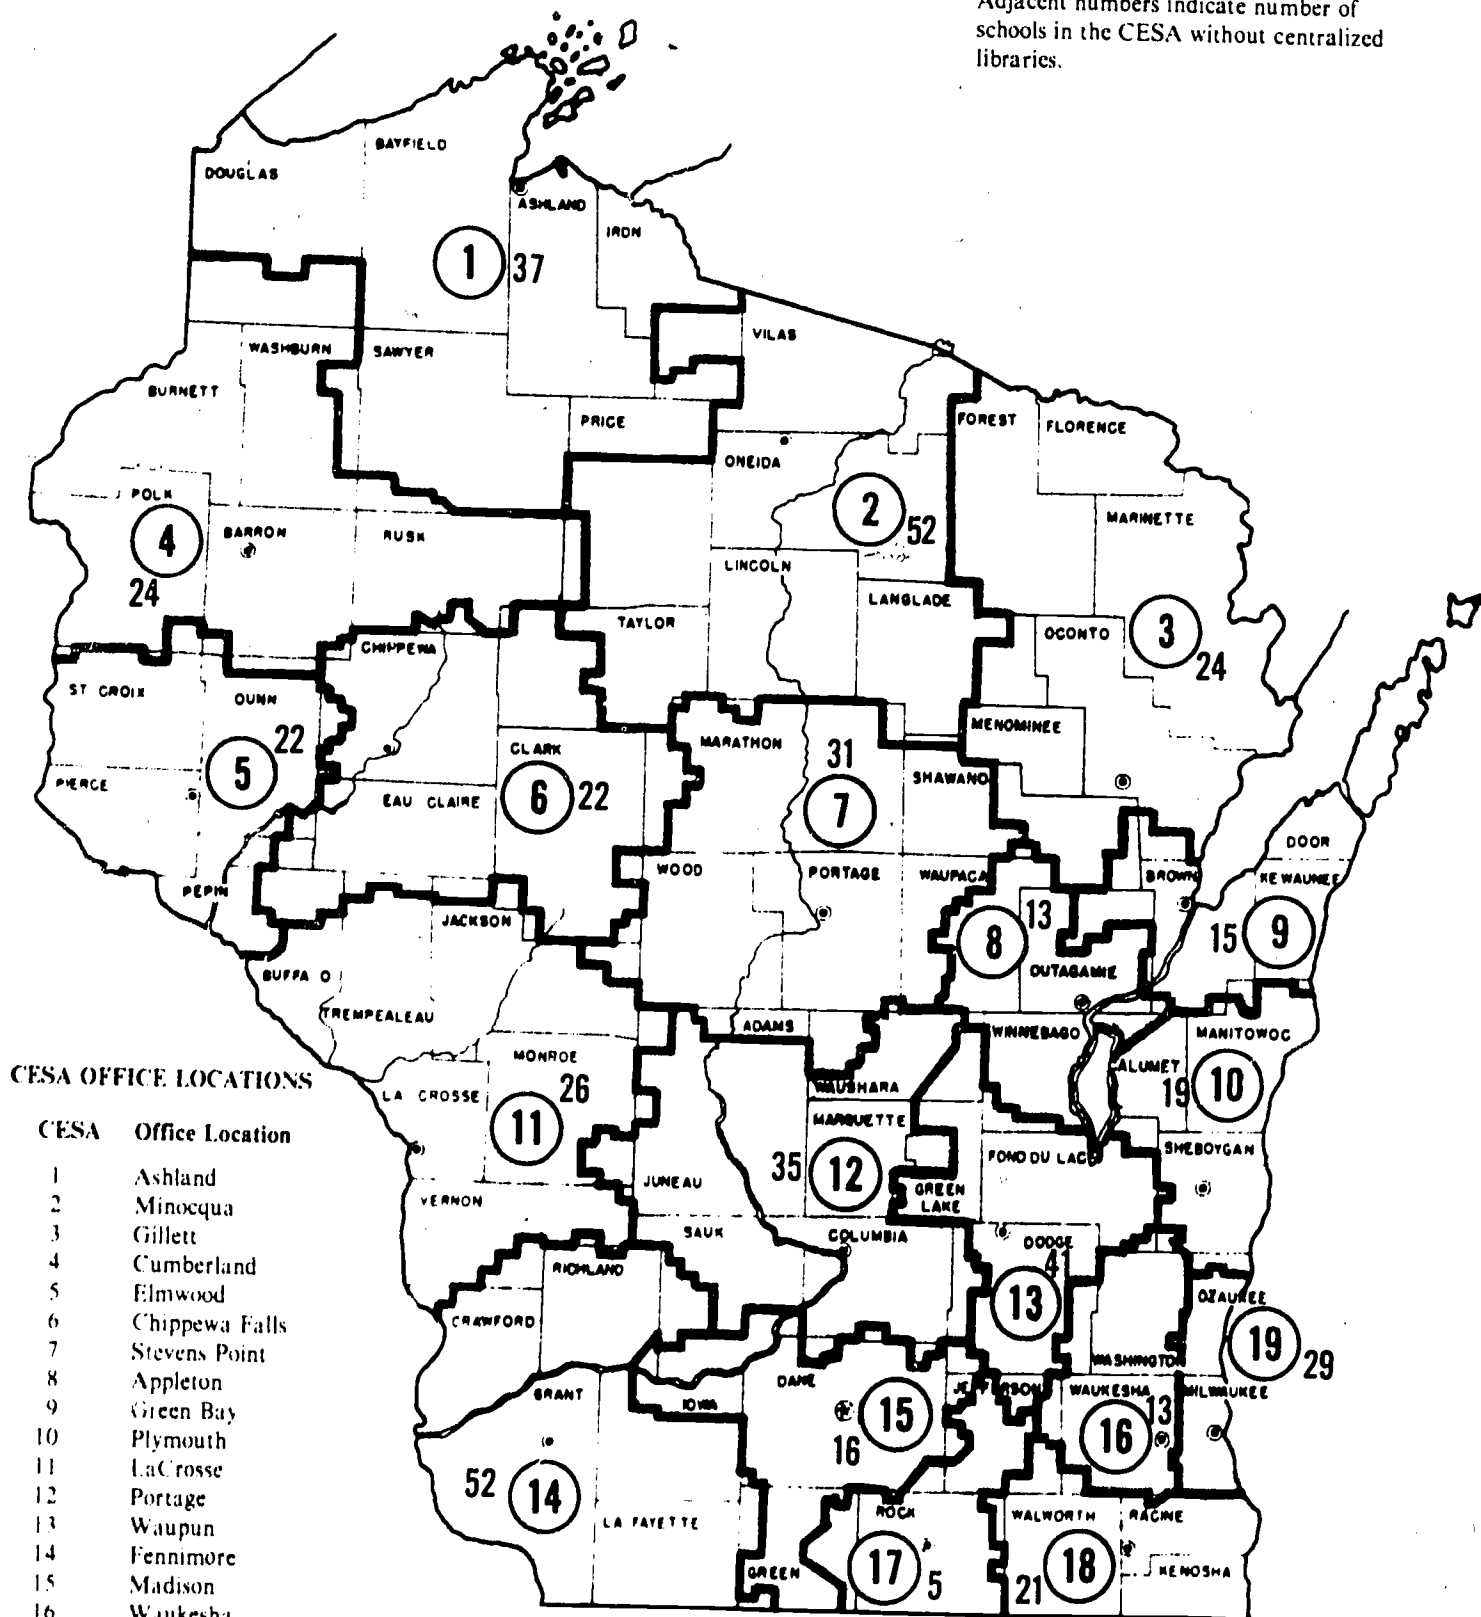 Adjacent numbers indicate number of
schools in the CESA without centralized
libraries.
BAYFIELD
DOUGLAS
ASHLAND
IRON
1 37
VILAS
WASHBURN
SAWYER
BURNETT
PRICE
FOREST
FLORENCE
ONEIDA
POLK
2 52
MARINETTE
4 24
BARRON
RUSK
LINCOLN
LANGLADE
TAYLOR
OCONTO
3 24
CHIPPEWA
ST CROIX
DUNN
MENOMINEE
22
5
CLARK
MARATHON
31
7
SHAWANO
PIERCE
EAU CLAIRE
6 22
DOOR
WOOD
PORTAGE
WAUPACA
BROWN
KEWAUNEE
PEPIN
JACKSON
13
8
15 9
BUFFA O
OUTAGAMIE
TREMPEALEAU
ADAMS
WINNEBAGO
MANITOWOC
MONROE
26
11
WAUSHARA
ALUMET
19 10
LA CROSSE
MARQUETTE
FOND DU LAC
SHEBOYGAN
35 12
JUNEAU
GREEN
LAKE
VERNON
SAUK
COLUMBIA
DODGE
41
13
RICHLAND
OZAUKEE
CRAWFORD
19 29
WASHINGTON
DANE
JEFFERSON
WAUKESHA
MILWAUKEE
GRANT
IOWA
15
16
13
16
52 14
LA FAYETTE
ROCK
WALWORTH
RACINE
GREEN
17 5
21 18
KENOSHA
CESA OFFICE LOCATIONS
CESA Office Location
1 Ashland
2 Minocqua
3 Gillett
4 Cumberland
5 Elmwood
6 Chippewa Falls
7 Stevens Point
8 Appleton
9 Green Bay
10 Plymouth
11 LaCrosse
12 Portage
13 Waupun
14 Fennimore
15 Madison
16 Waukesha